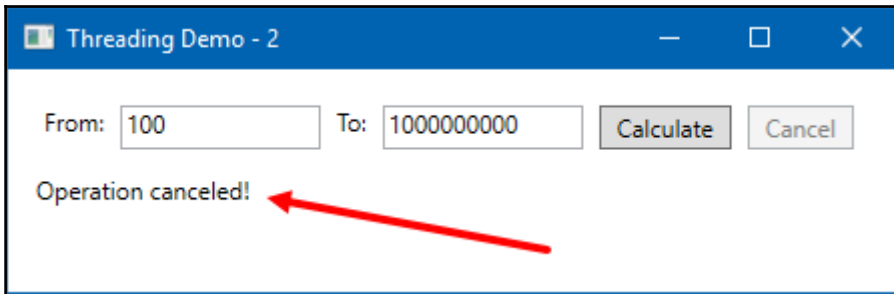 Threading Demo - 2
From: 100 To: 1000000000 Calculate Cancel
Operation canceled!